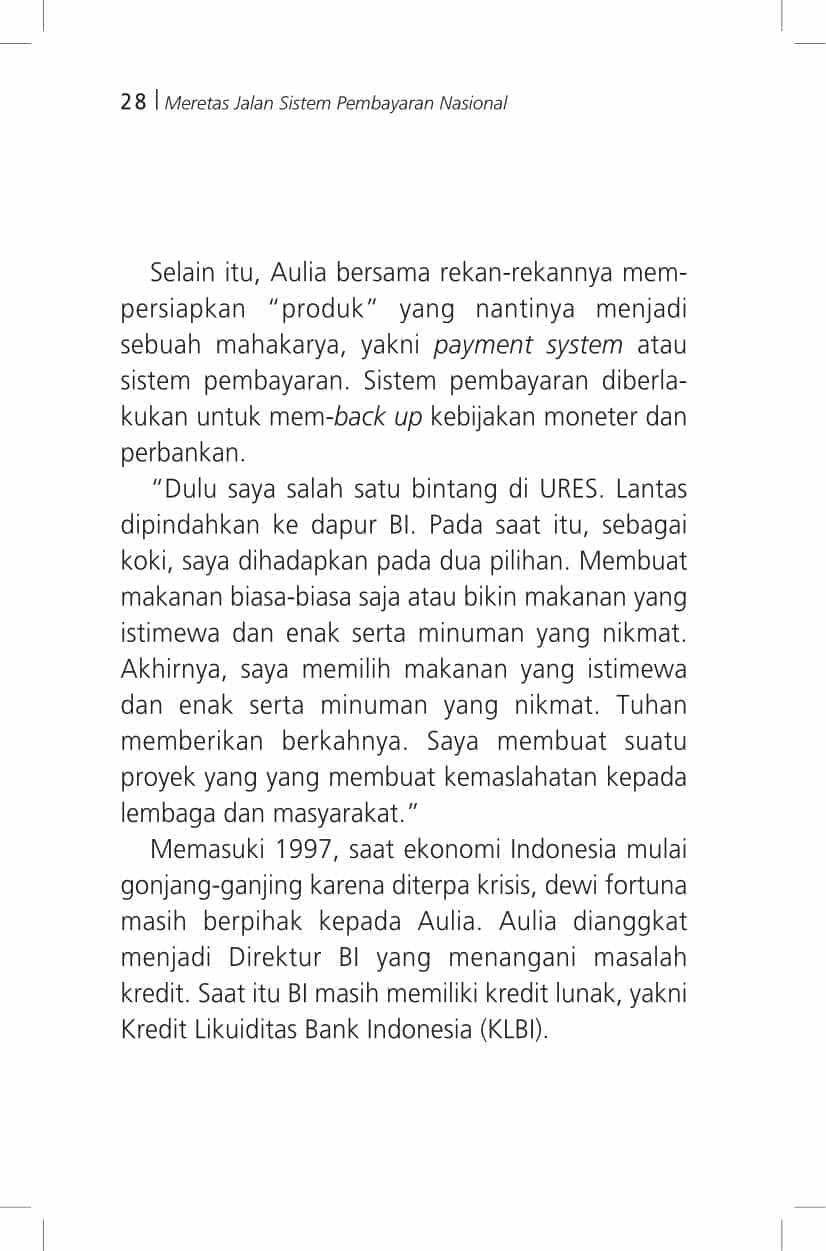 28 | Meretas Jalan Sistem Pembayaran Nasional
Selain itu, Aulia bersama rekan-rekannya mem-
persiapkan “produk” yang nantinya menjadi
sebuah mahakarya, yakni payment system atau
sistem pembayaran. Sistem pembayaran diberla-
kukan untuk mem-back up kebijakan moneter dan
perbankan.
“Dulu saya salah satu bintang di URES. Lantas
dipindahkan ke dapur BI. Pada saat itu, sebagai
koki, saya dihadapkan pada dua pilihan. Membuat
makanan biasa-biasa saja atau bikin makanan yang
istimewa dan enak serta minuman yang nikmat.
Akhirnya, saya memilih makanan yang istimewa
dan enak serta minuman yang nikmat. Tuhan
memberikan berkahnya. Saya membuat suatu
proyek yang yang membuat kemaslahatan kepada
lembaga dan masyarakat.”
Memasuki 1997, saat ekonomi Indonesia mulai
gonjang-ganjing karena diterpa krisis, dewi fortuna
masih berpihak kepada Aulia. Aulia dianggkat
menjadi Direktur BI yang menangani masalah
kredit. Saat itu BI masih memiliki kredit lunak, yakni
Kredit Likuiditas Bank Indonesia (KLBI).